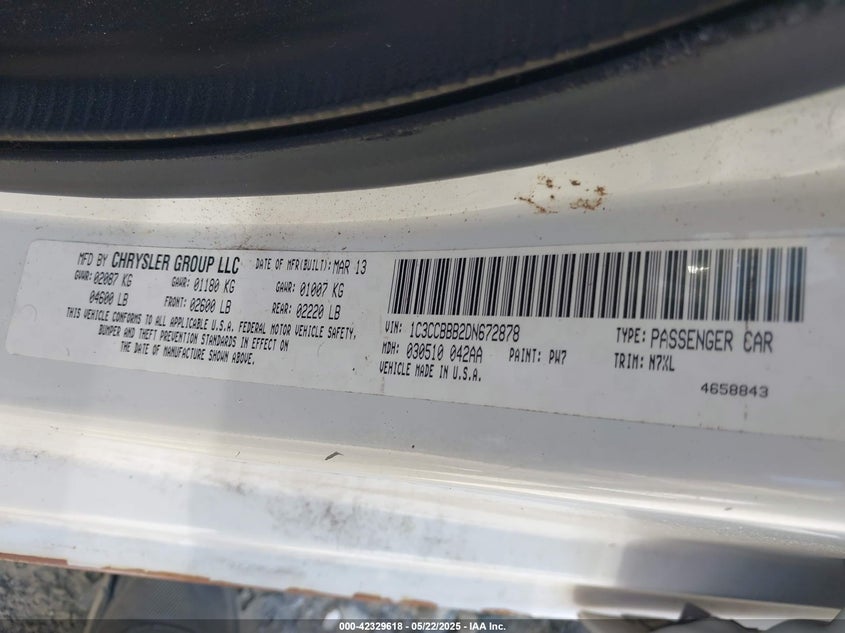 MFD BY CHRYSLER GROUP LLC DATE OF MFR(BUILT): MAR 13
GVWR: 02087 KG GAWR: 01180 KG GAWR: 01007 KG
04600 LB FRONT: 02600 LB REAR: 02220 LB
THIS VEHICLE CONFORMS TO ALL APPLICABLE U.S.A. FEDERAL MOTOR VEHICLE SAFETY,
BUMPER AND THEFT PREVENTION STANDARDS IN EFFECT ON
THE DATE OF MANUFACTURE SHOWN ABOVE.
VIN: 1C3CCBBB2DN672878 TYPE: PASSENGER CAR
MDH: 030510 042AA PAINT: PW7 TRIM: N7XL
VEHICLE MADE IN U.S.A.
4658843
000-42329618 - 05/22/2025 - IAA Inc.